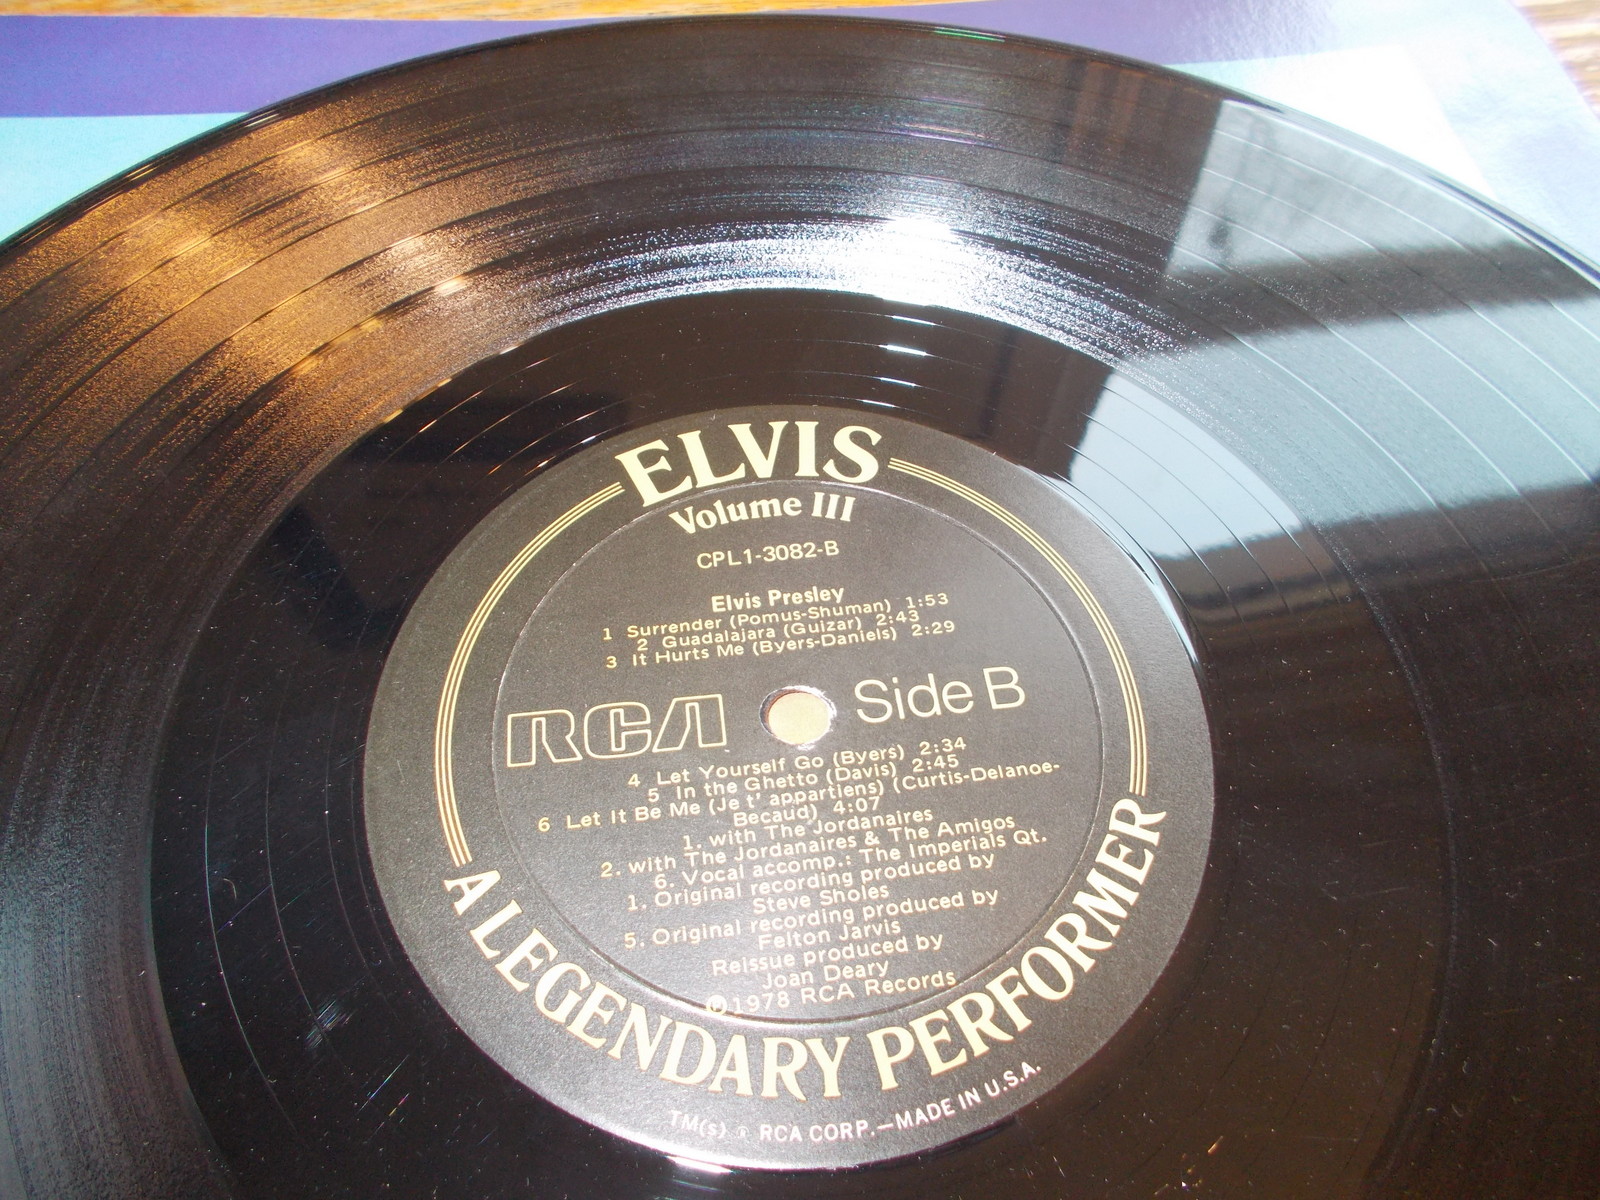 ELVIS
Volume III
CPL1-3082-B
Elvis Presley
1 Surrender (Pomus-Shuman) 1:53
2 Guadalajara (Guizar) 2:43
3 It Hurts Me (Byers-Daniels) 2:29
RCA Side B
4 Let Yourself Go (Byers) 2:34
5 In the Ghetto (Davis) 2:45
6 Let It Be Me (Je t' appartiens) (Curtis-Delanoe-
Becaud) 4:07
1. with The Jordanaires
2. with The Jordanaires & The Amigos
6. Vocal accomp.: The Imperials Qt.
1. Original recording produced by
Steve Sholes
5. Original recording produced by
Felton Jarvis
Reissue produced by
Joan Deary
℗ 1978 RCA Records
A LEGENDARY PERFORMER
TM(s) ® RCA CORP.—MADE IN U.S.A.